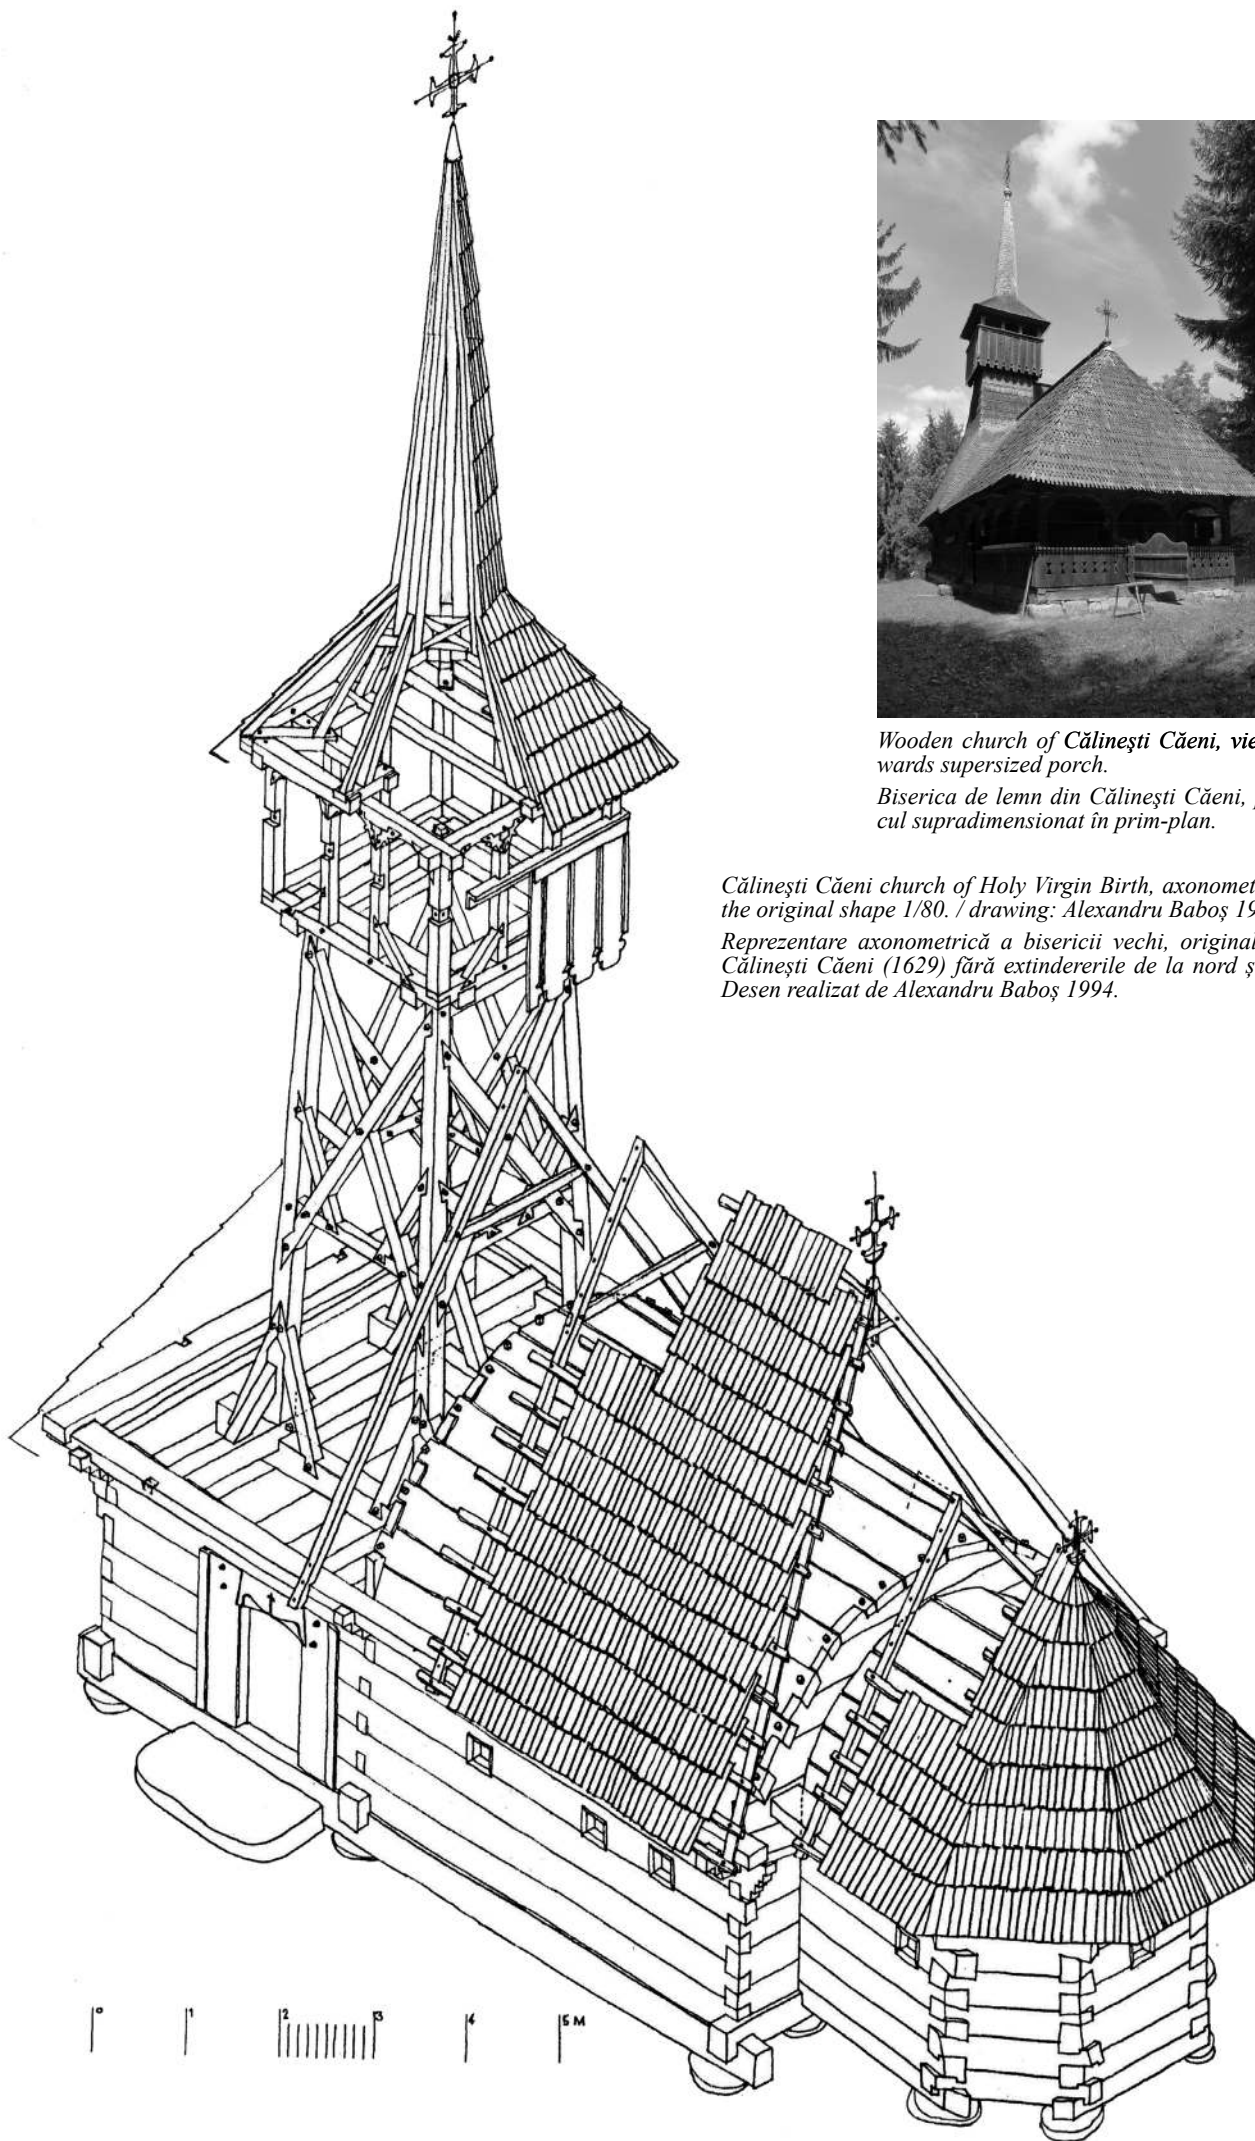 Wooden church of Călineşti Căeni, vie
wards supersized porch.
Biserica de lemn din Călineşti Căeni,
cul supradimensionat în prim-plan.
Călineşti Căeni church of Holy Virgin Birth, axonomet
the original shape 1/80. / drawing: Alexandru Baboş 19
Reprezentare axonometrică a bisericii vechi, original
Călineşti Căeni (1629) fără extindererile de la nord ş
Desen realizat de Alexandru Baboş 1994.
0 1 2 3 4 5 M